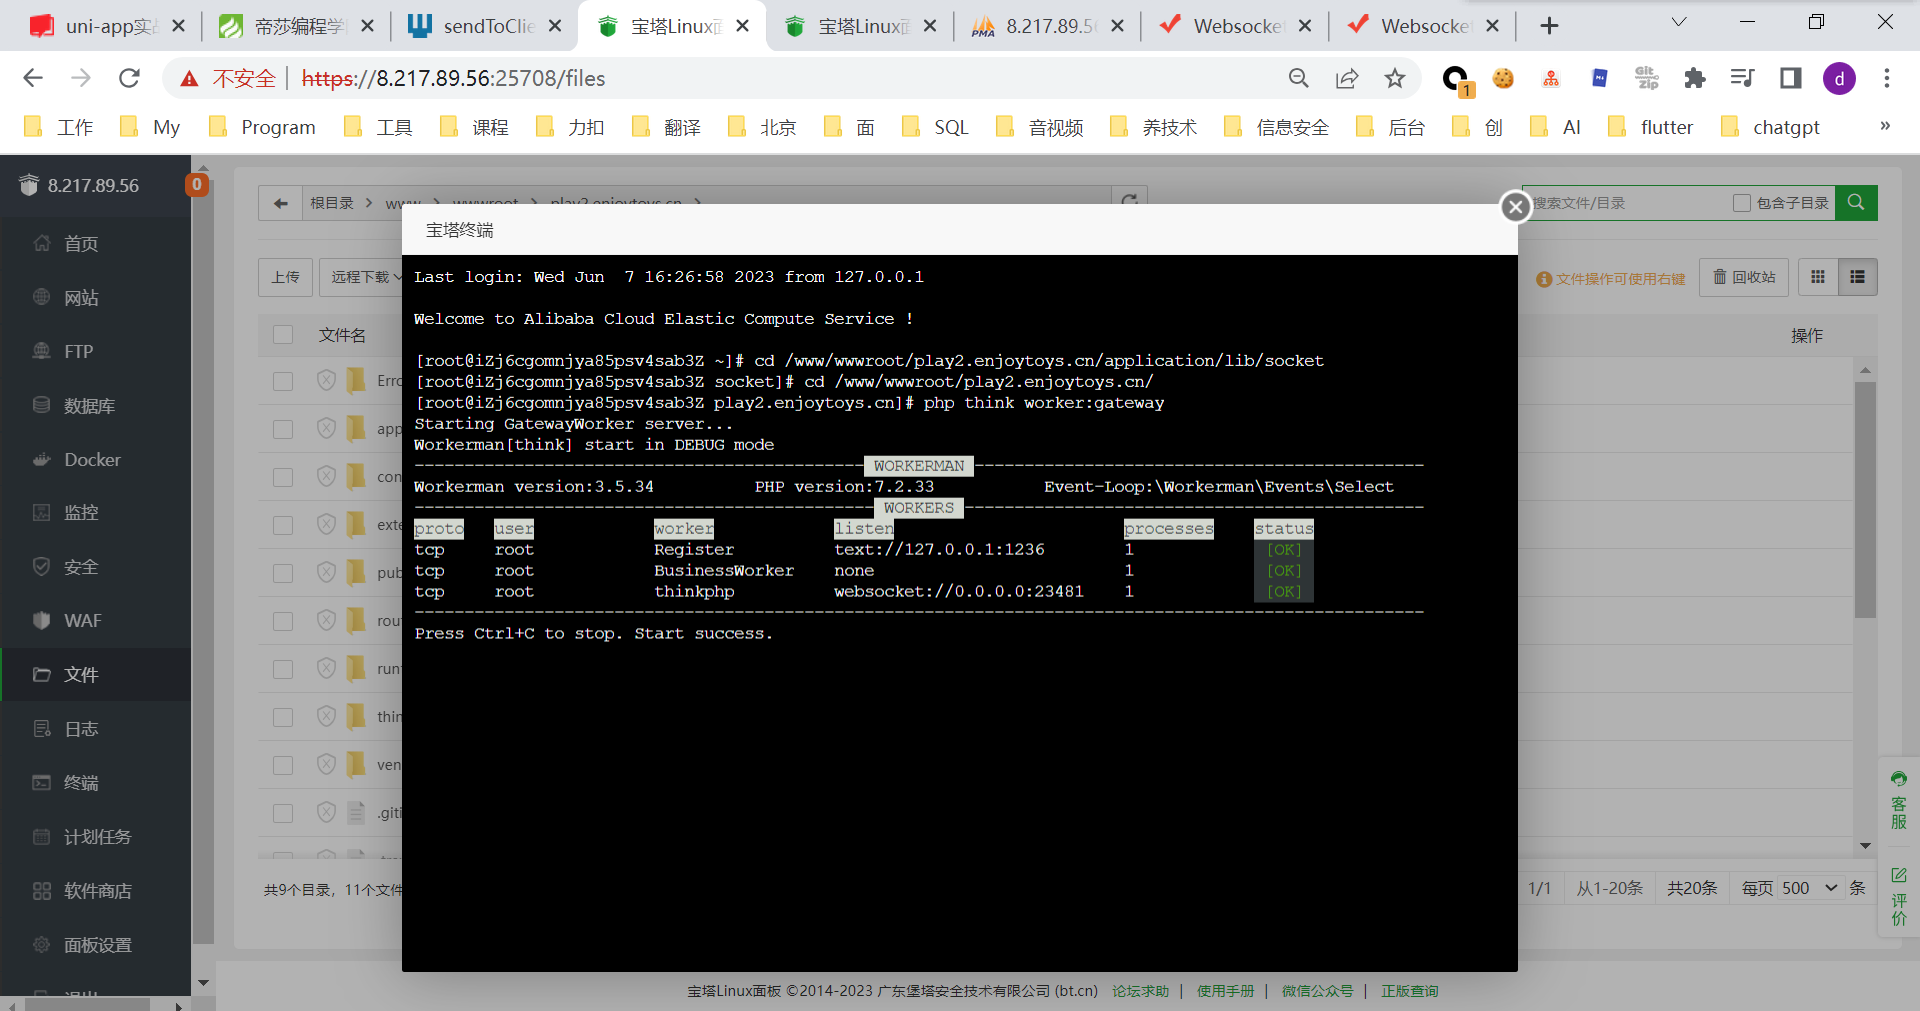 uni-app实
帝莎编程学
sendToClie
宝塔Linux面
宝塔Linux面
PMA 8.217.89.56
Websocket
Websocket
不安全 https://8.217.89.56:25708/files
1
Git
Zip
d
工作
My
Program
工具
课程
力扣
翻译
北京
面
SQL
音视频
养技术
信息安全
后台
创
AI
flutter
chatgpt
»
8.217.89.56
0
首页
网站
FTP
数据库
Docker
监控
安全
WAF
文件
日志
终端
计划任务
软件商店
面板设置
退出
根目录 > www > wwwroot > play2.enjoytoys.cn >
搜索文件/目录
包含子目录
上传
远程下载
文件操作可使用右键
回收站
文件名
操作
Erro
app
con
exte
pub
rou
run
thin
ven
.giti
共9个目录，11个文件
1/1
从1-20条
共20条
每页 500 条
客服
评价
宝塔终端
Last login: Wed Jun  7 16:26:58 2023 from 127.0.0.1
Welcome to Alibaba Cloud Elastic Compute Service !
[root@iZj6cgomnjya85psv4sab3Z ~]# cd /www/wwwroot/play2.enjoytoys.cn/application/lib/socket
[root@iZj6cgomnjya85psv4sab3Z socket]# cd /www/wwwroot/play2.enjoytoys.cn/
[root@iZj6cgomnjya85psv4sab3Z play2.enjoytoys.cn]# php think worker:gateway
Starting GatewayWorker server...
Workerman[think] start in DEBUG mode
WORKERMAN
Workerman version:3.5.34 PHP version:7.2.33 Event-Loop:\Workerman\Events\Select
WORKERS
proto user worker listen processes status
tcp root Register text://127.0.0.1:1236 1 [OK]
tcp root BusinessWorker none 1 [OK]
tcp root thinkphp websocket://0.0.0.0:23481 1 [OK]
Press Ctrl+C to stop. Start success.
宝塔Linux面板 ©2014-2023 广东堡塔安全技术有限公司 (bt.cn) 论坛求助 | 使用手册 | 微信公众号 | 正版查询